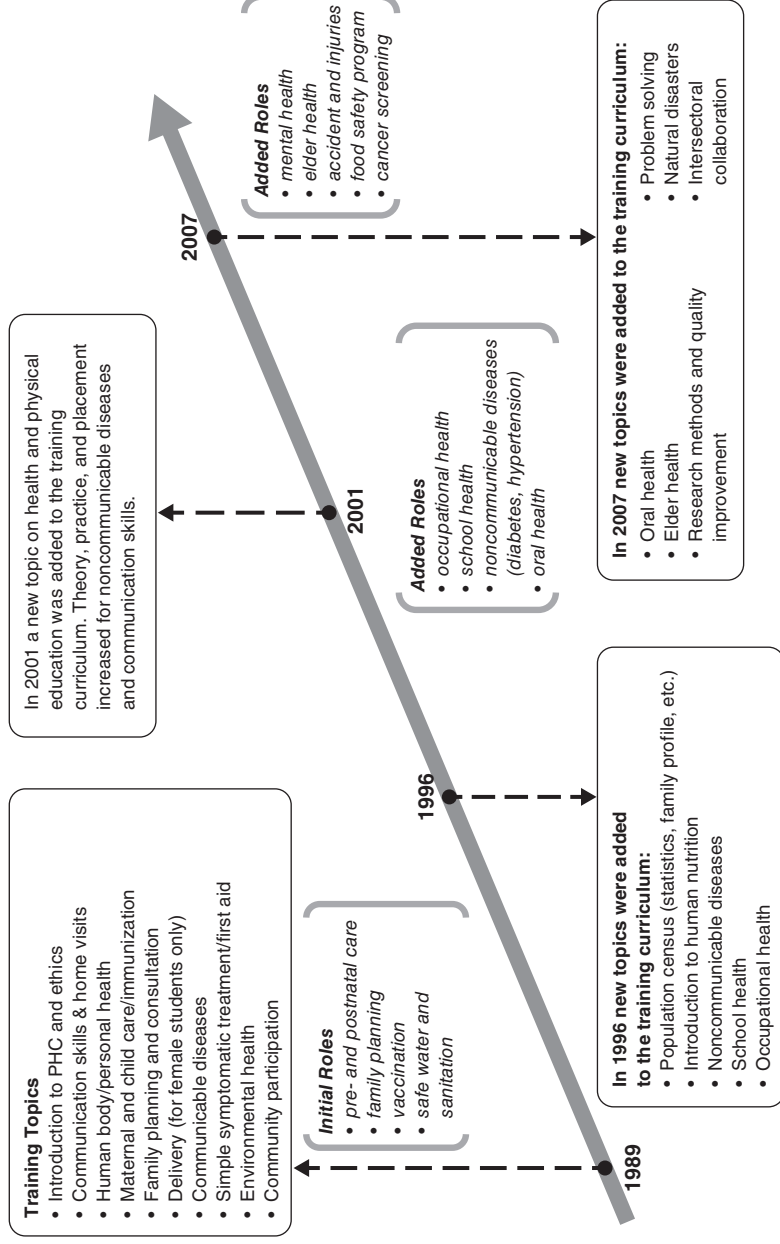 Training Topics
• Introduction to PHC and ethics
• Communication skills & home visits
• Human body/personal health
• Maternal and child care/immunization
• Family planning and consultation
• Delivery (for female students only)
• Communicable diseases
• Simple symptomatic treatment/first aid
• Environmental health
• Community participation
Initial Roles
• pre- and postnatal care
• family planning
• vaccination
• safe water and
sanitation
1989
1996
In 1996 new topics were added
to the training curriculum:
• Population census (statistics, family profile, etc.)
• Introduction to human nutrition
• Noncommunicable diseases
• School health
• Occupational health
In 2001 a new topic on health and physical
education was added to the training
curriculum. Theory, practice, and placement
increased for noncommunicable diseases
and communication skills.
2001
Added Roles
• occupational health
• school health
• noncommunicable diseases
(diabetes, hypertension)
• oral health
2007
Added Roles
• mental health
• elder health
• accident and injuries
• food safety program
• cancer screening
In 2007 new topics were added to the training curriculum:
• Oral health
• Elder health
• Research methods and quality
improvement
• Problem solving
• Natural disasters
• Intersectoral
collaboration